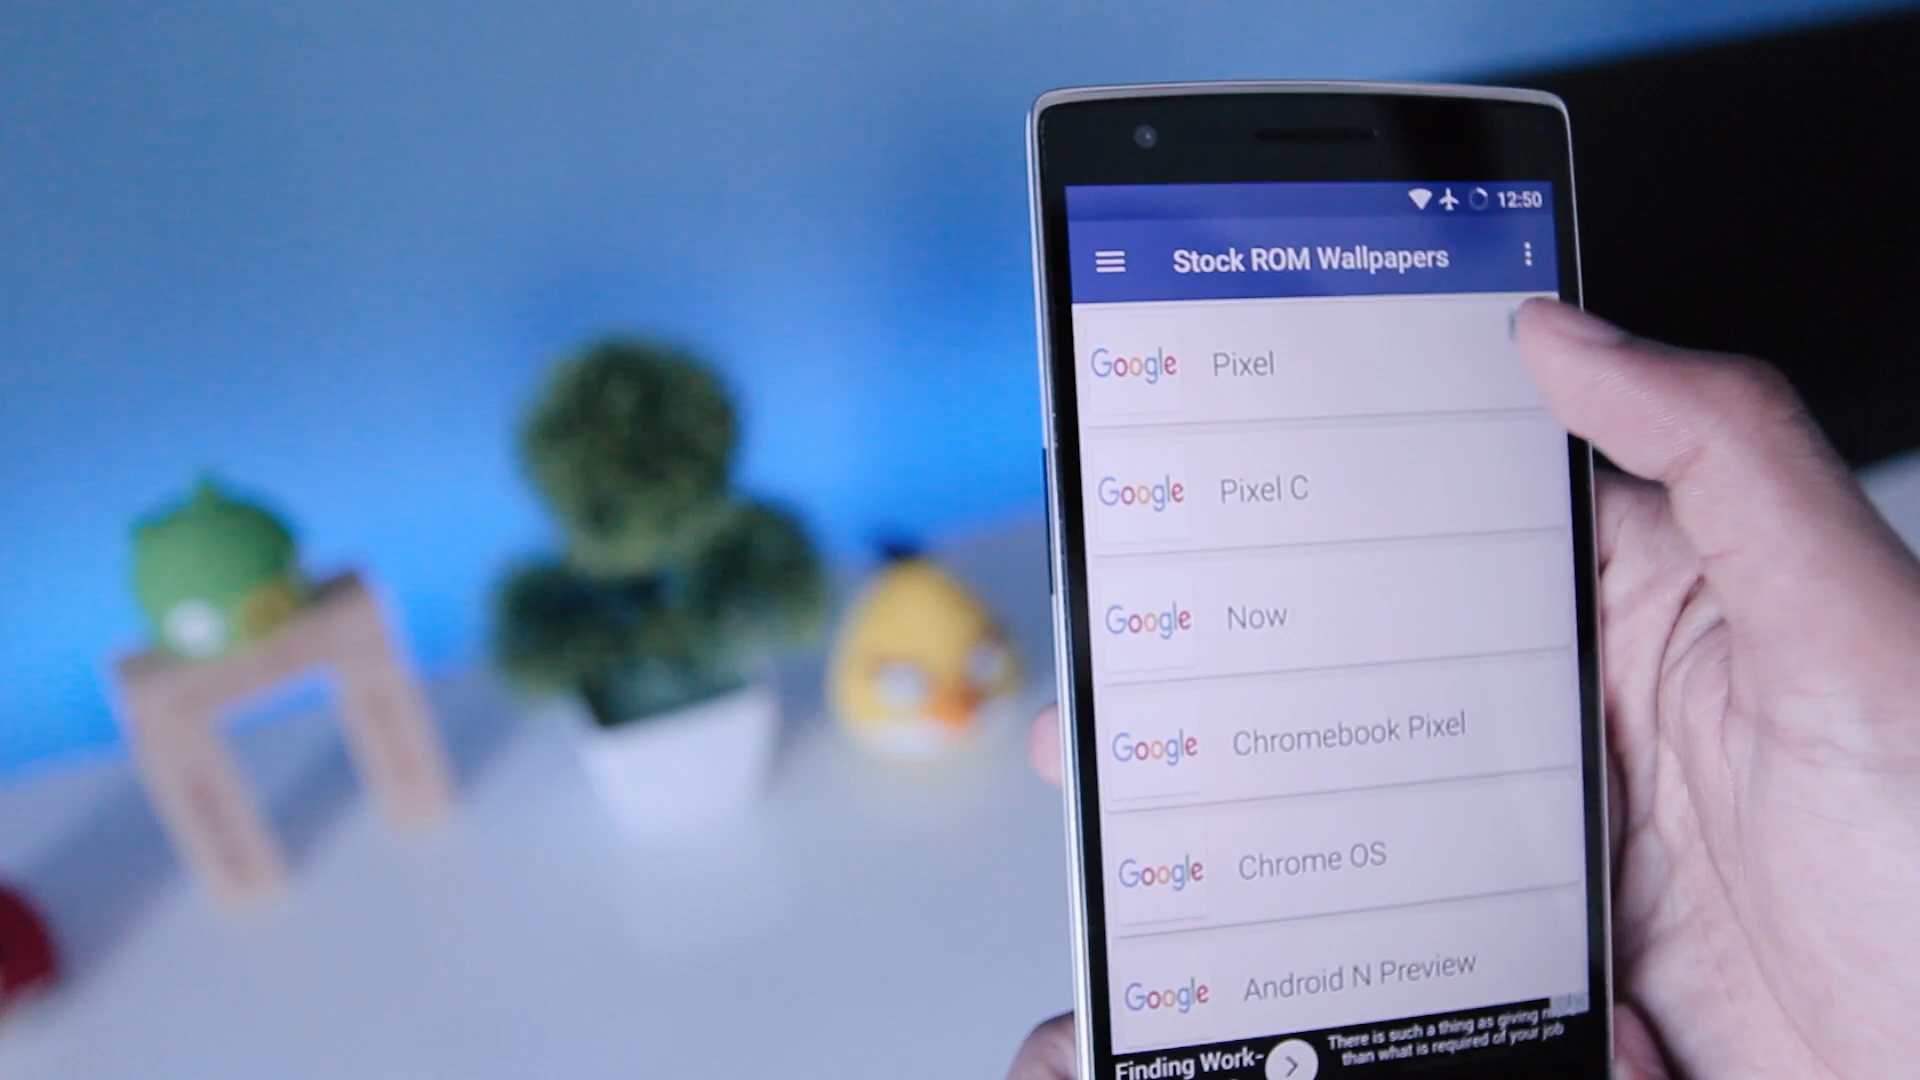 12:50
Stock ROM Wallpapers
Google Pixel
Google Pixel C
Google Now
Google Chromebook Pixel
Google Chrome OS
Google Android N Preview
Finding Work-
There is such a thing as giving
than what is required of your job